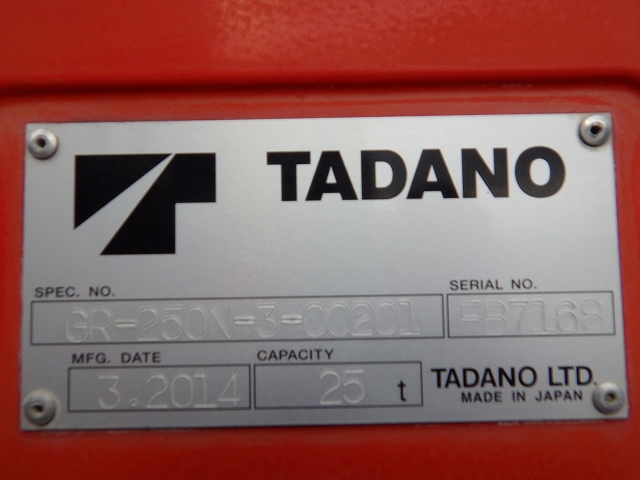 TADANO
SPEC. NO.
GR-250N-3-00201
SERIAL NO.
FB7168
MFG. DATE
3.2014
CAPACITY
25 t
TADANO LTD.
MADE IN JAPAN